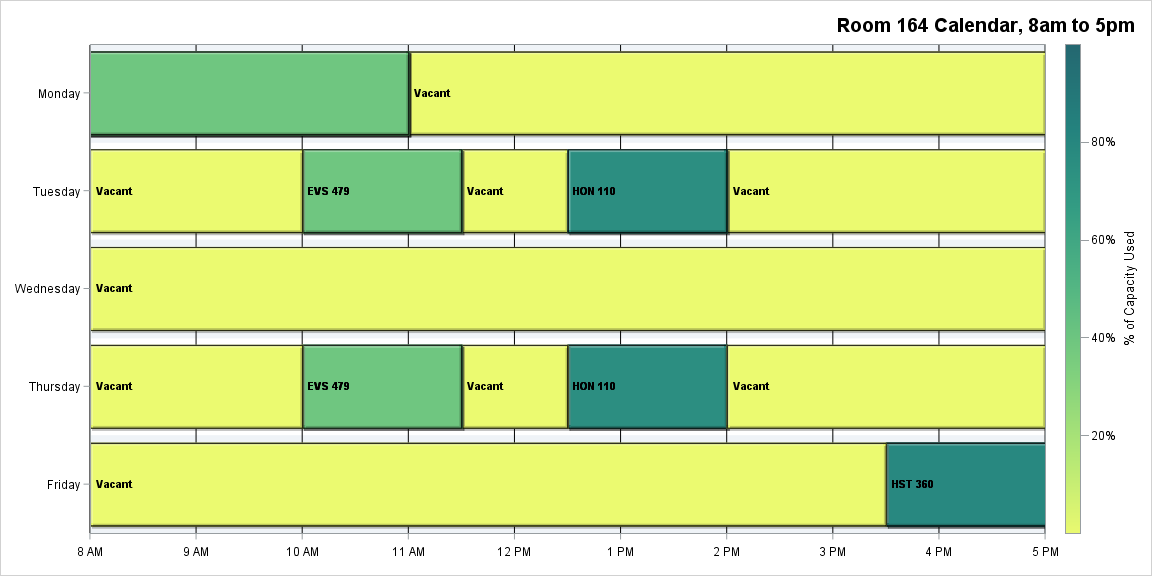 Room 164 Calendar, 8am to 5pm
Monday
Vacant
Tuesday
Vacant
EVS 479
Vacant
HON 110
Vacant
Wednesday
Vacant
Thursday
Vacant
EVS 479
Vacant
HON 110
Vacant
Friday
Vacant
HST 360
8 AM
9 AM
10 AM
11 AM
12 PM
1 PM
2 PM
3 PM
4 PM
5 PM
80%
60%
40%
20%
% of Capacity Used